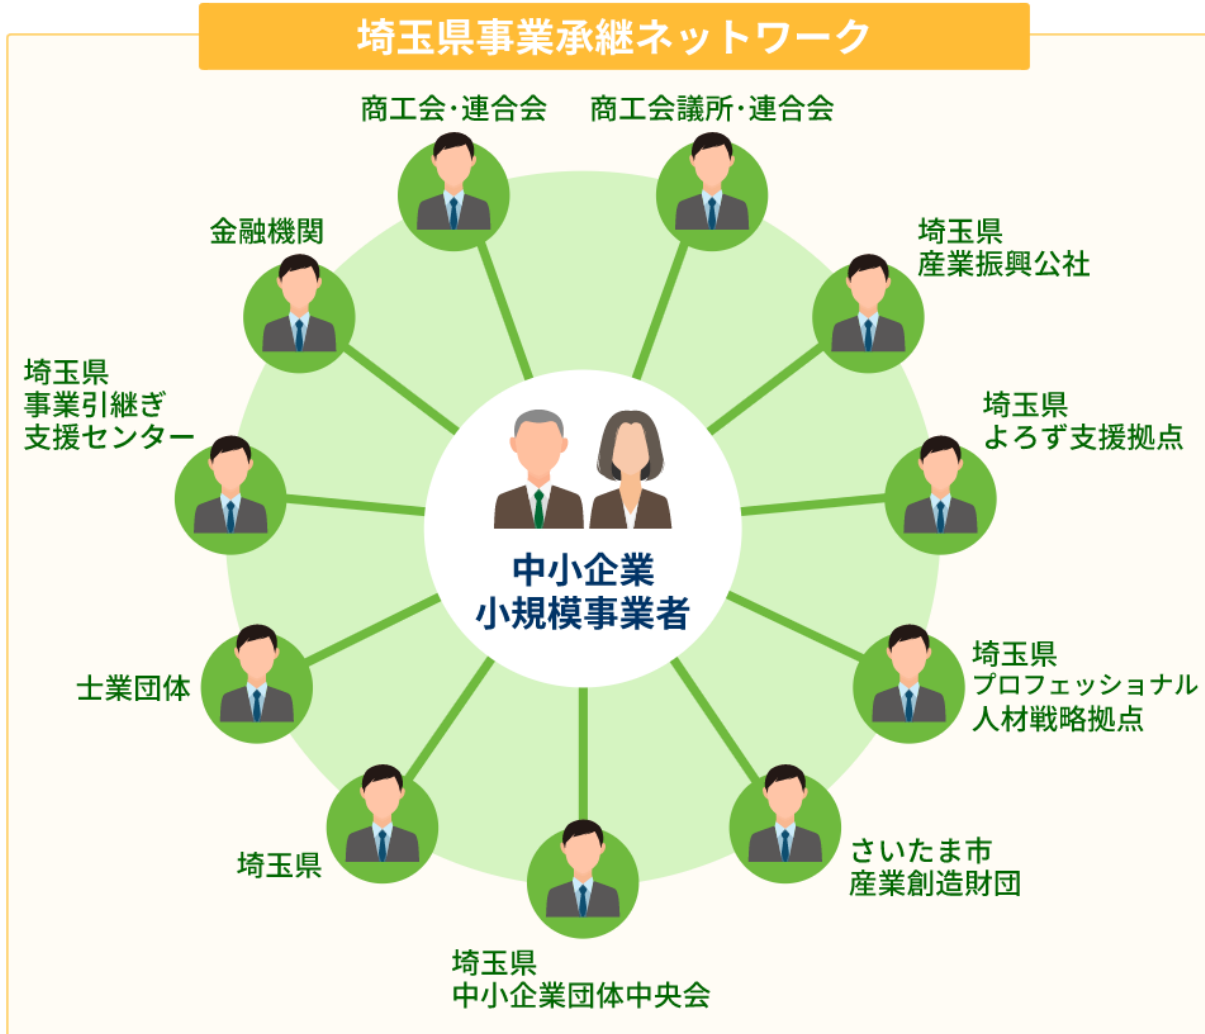 埼玉県事業承継ネットワーク
商工会･連合会
商工会議所･連合会
金融機関
埼玉県
産業振興公社
埼玉県
事業引継ぎ
支援センター
埼玉県
よろず支援拠点
中小企業
小規模事業者
士業団体
埼玉県
プロフェッショナル
人材戦略拠点
埼玉県
さいたま市
産業創造財団
埼玉県
中小企業団体中央会